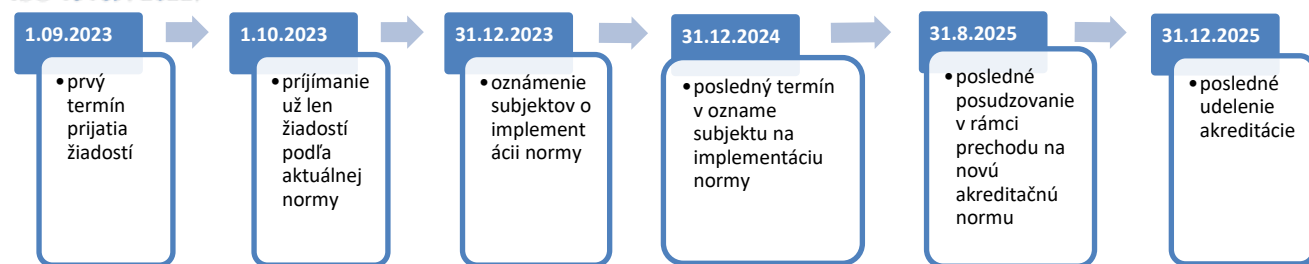 1.09.2023
prvý
termín
prijatia
žiadostí
1.10.2023
príjímanie
už len
žiadostí
podľa
aktuálnej
normy
31.12.2023
oznámenie
subjektov o
implement
ácii normy
31.12.2024
posledný termín
v ozname
subjektu na
implementáciu
normy
31.8.2025
posledné
posudzovanie
v rámci
prechodu na
novú
akreditačnú
normu
31.12.2025
posledné
udelenie
akreditácie